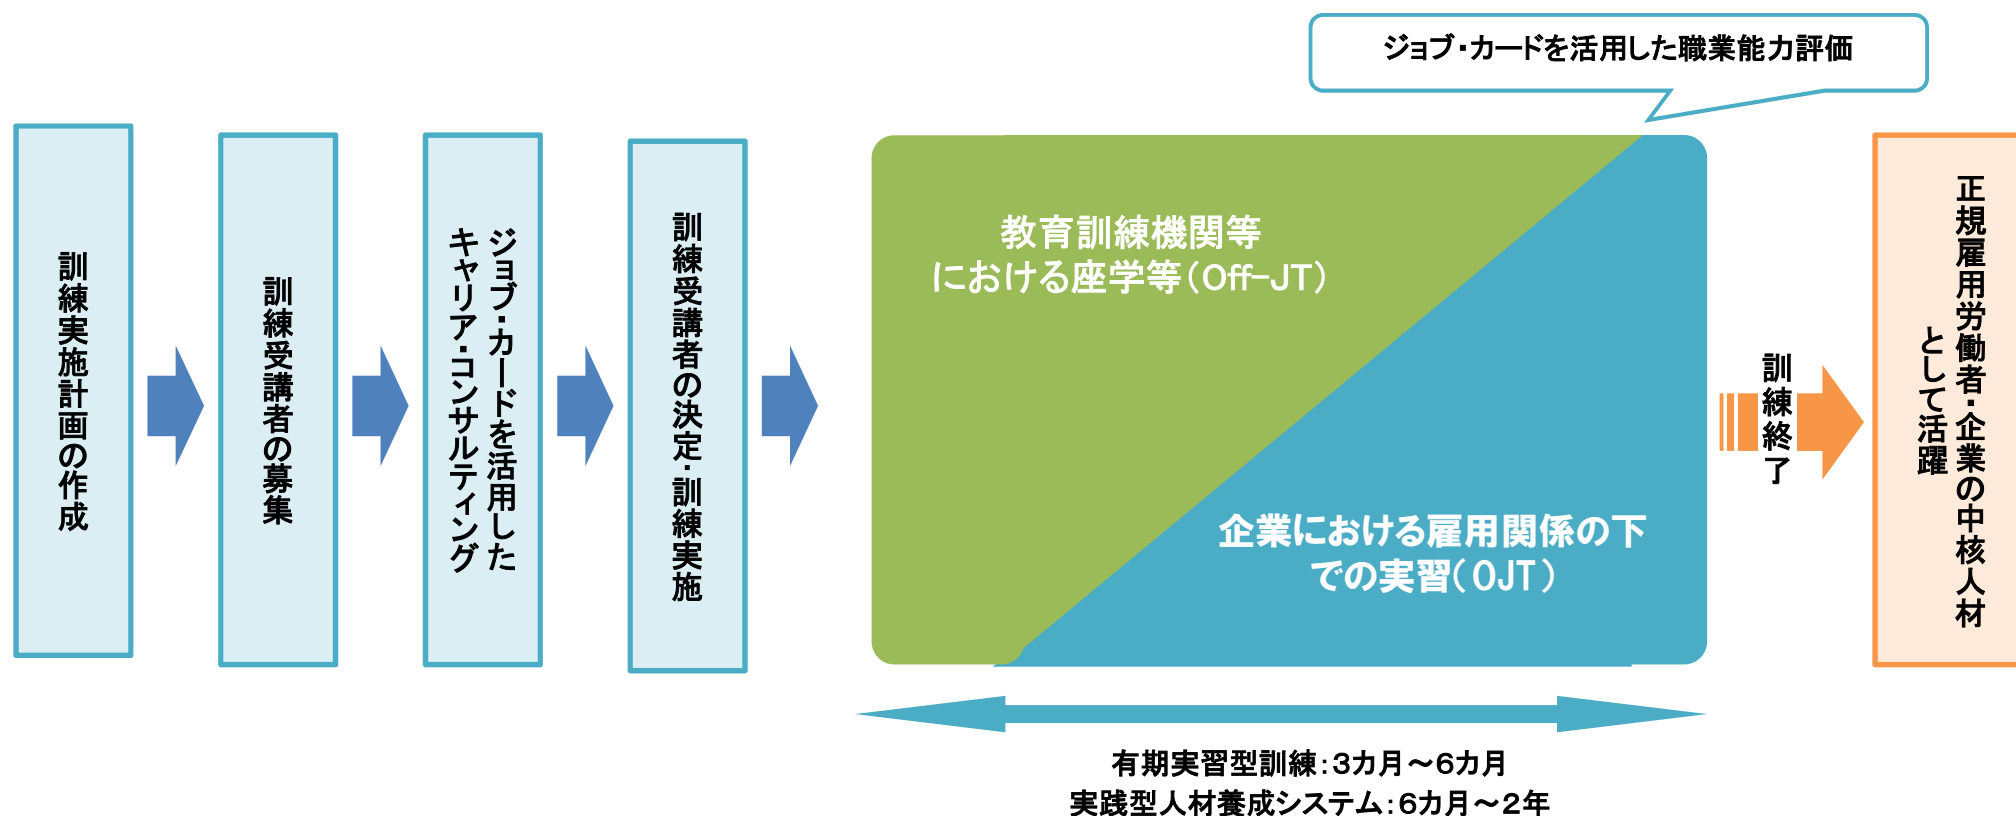 訓練実施計画の作成
訓練受講者の募集
ジョブ・カードを活用した
キャリア・コンサルティング
訓練受講者の決定・訓練実施
ジョブ・カードを活用した職業能力評価
教育訓練機関等
における座学等(Off-JT)
企業における雇用関係の下
での実習(OJT)
有期実習型訓練:3カ月~6カ月
実践型人材養成システム:6カ月~2年
訓練終了
正規雇用労働者・企業の中核人材
として活躍